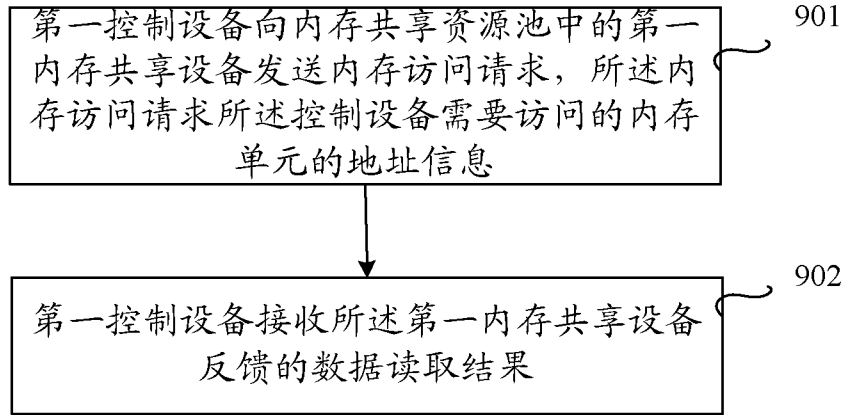 第一控制设备向内存共享资源池中的第一
内存共享设备发送内存访问请求，所述内
存访问请求所述控制设备需要访问的内存
单元的地址信息
901
第一控制设备接收所述第一内存共享设备
反馈的数据读取结果
902